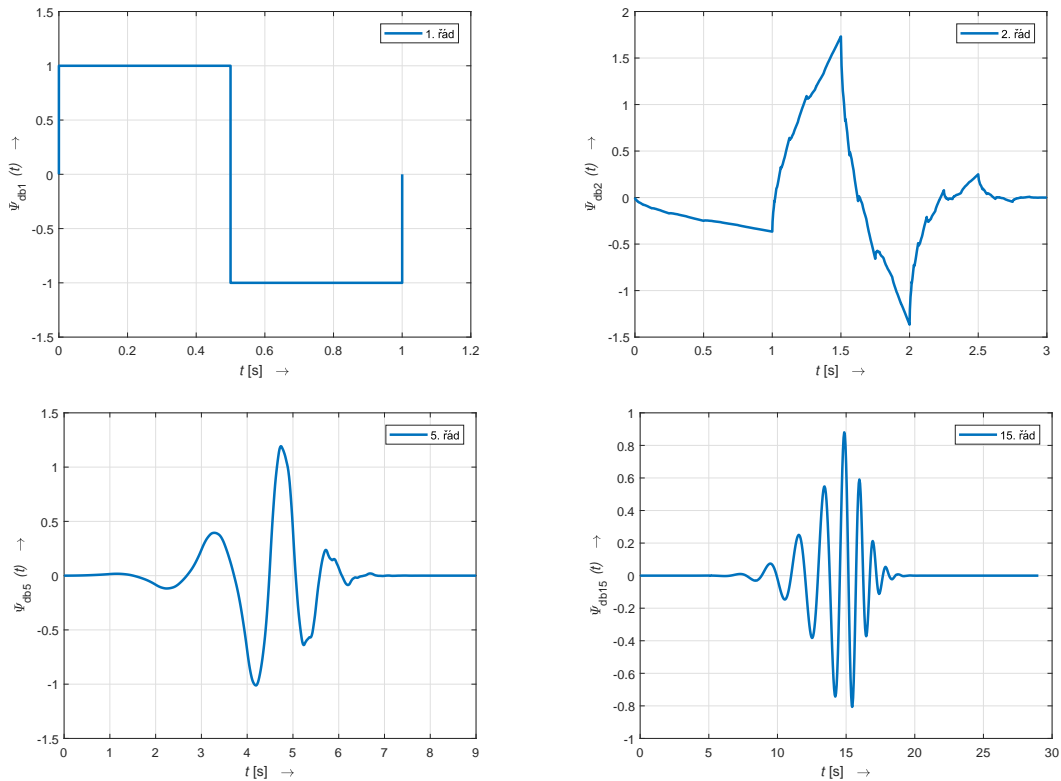 1. řád
1.5
1
0.5
0
-0.5
-1
-1.5
0 0.2 0.4 0.6 0.8 1 1.2
t [s] →
Ψdb1 (t) →
2. řád
2
1.5
1
0.5
0
-0.5
-1
-1.5
0 0.5 1 1.5 2 2.5 3
t [s] →
Ψdb2 (t) →
5. řád
1.5
1
0.5
0
-0.5
-1
-1.5
0 1 2 3 4 5 6 7 8 9
t [s] →
Ψdb5 (t) →
15. řád
1
0.8
0.6
0.4
0.2
0
-0.2
-0.4
-0.6
-0.8
-1
0 5 10 15 20 25 30
t [s] →
Ψdb15 (t) →